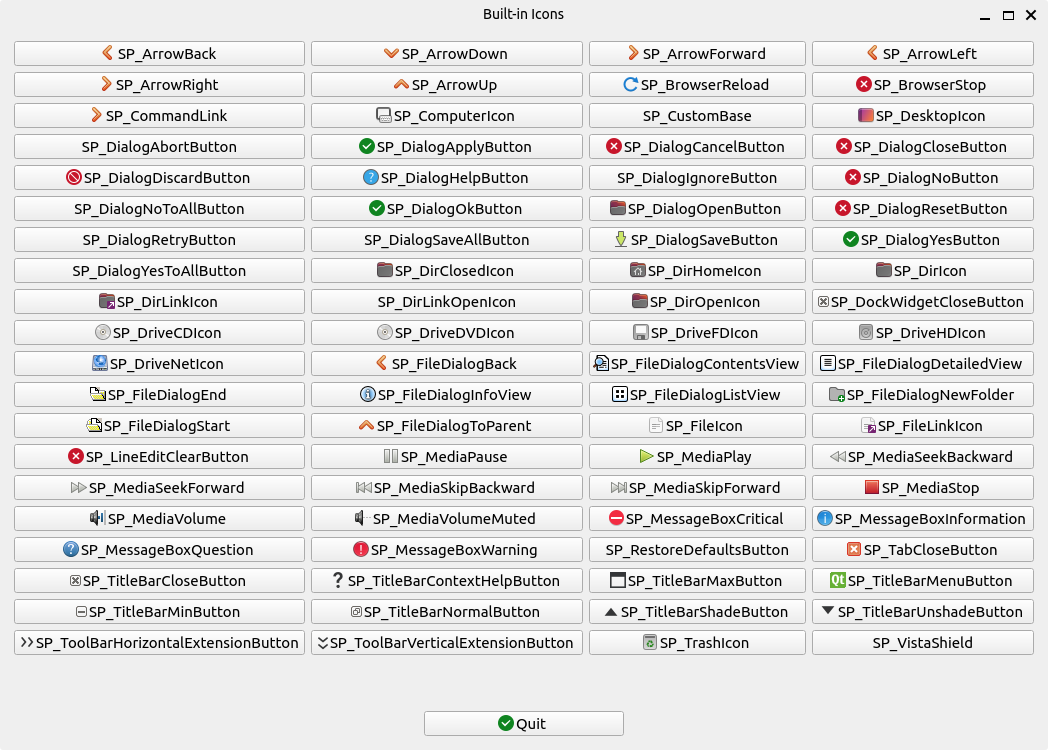 Built-in Icons
SP_ArrowBack SP_ArrowDown SP_ArrowForward SP_ArrowLeft
SP_ArrowRight SP_ArrowUp SP_BrowserReload SP_BrowserStop
SP_CommandLink SP_ComputerIcon SP_CustomBase SP_DesktopIcon
SP_DialogAbortButton SP_DialogApplyButton SP_DialogCancelButton SP_DialogCloseButton
SP_DialogDiscardButton SP_DialogHelpButton SP_DialogIgnoreButton SP_DialogNoButton
SP_DialogNoToAllButton SP_DialogOkButton SP_DialogOpenButton SP_DialogResetButton
SP_DialogRetryButton SP_DialogSaveAllButton SP_DialogSaveButton SP_DialogYesButton
SP_DialogYesToAllButton SP_DirClosedIcon SP_DirHomeIcon SP_DirIcon
SP_DirLinkIcon SP_DirLinkOpenIcon SP_DirOpenIcon SP_DockWidgetCloseButton
SP_DriveCDIcon SP_DriveDVDIcon SP_DriveFDIcon SP_DriveHDIcon
SP_DriveNetIcon SP_FileDialogBack SP_FileDialogContentsView SP_FileDialogDetailedView
SP_FileDialogEnd SP_FileDialogInfoView SP_FileDialogListView SP_FileDialogNewFolder
SP_FileDialogStart SP_FileDialogToParent SP_FileIcon SP_FileLinkIcon
SP_LineEditClearButton SP_MediaPause SP_MediaPlay SP_MediaSeekBackward
SP_MediaSeekForward SP_MediaSkipBackward SP_MediaSkipForward SP_MediaStop
SP_MediaVolume SP_MediaVolumeMuted SP_MessageBoxCritical SP_MessageBoxInformation
SP_MessageBoxQuestion SP_MessageBoxWarning SP_RestoreDefaultsButton SP_TabCloseButton
SP_TitleBarCloseButton SP_TitleBarContextHelpButton SP_TitleBarMaxButton Qt SP_TitleBarMenuButton
SP_TitleBarMinButton SP_TitleBarNormalButton SP_TitleBarShadeButton SP_TitleBarUnshadeButton
SP_ToolBarHorizontalExtensionButton SP_ToolBarVerticalExtensionButton SP_TrashIcon SP_VistaShield
Quit